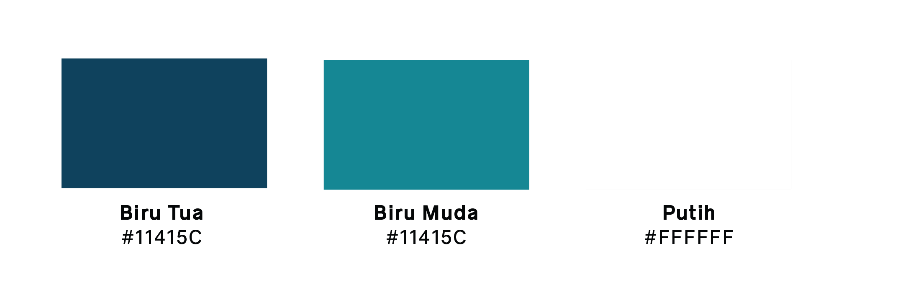 Biru Tua
#11415C
Biru Muda
#11415C
Putih
#FFFFFF